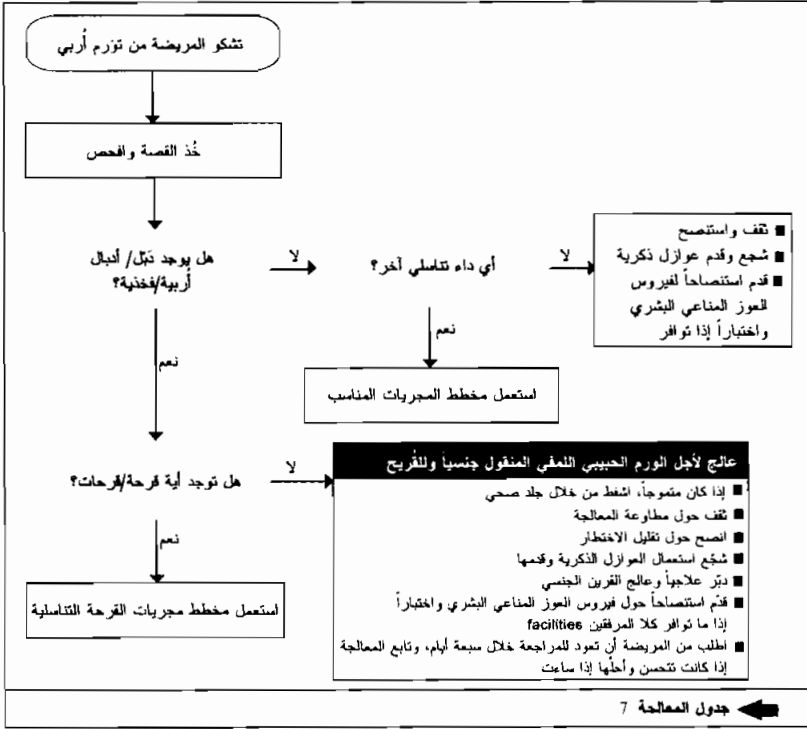 تشكو المريضة من تورم أُربي
خُذ القصة وافحص
هل يوجد دَبَل/ أدبال
أربية/فخذية؟
لا
أي داء تناسلي آخر؟
لا
■ ثقف واستنصح
■ شجع وقدم عوازل ذكرية
■ قدم استنصاحاً لفيروس
العوز المناعي البشري
واختباراً إذا توافر
نعم
نعم
استعمل مخطط المجريات المناسب
هل توجد أية قرحة/قرحات؟
لا
عالج لأجل الورم الحبيبي اللمفي المنقول جنسياً وللقُريح
■ إذا كان متموجاً، اشفط من خلال جلد صحي
■ ثقف حول مطاوعة المعالجة
■ انصح حول تقليل الاختطار
■ شجّع استعمال العوازل الذكرية وقدمها
■ دبّر علاجياً وعالج القرين الجنسي
■ قدّم استنصاحاً حول فيروس العوز المناعي البشري واختباراً
إذا ما توافر كلا المرفقين facilities
■ اطلب من المريضة أن تعود للمراجعة خلال سبعة أيام، وتابع المعالجة
إذا كانت تتحسن وأحلها إذا ساءت
نعم
استعمل مخطط مجريات القرحة التناسلية
جدول المعالجة 7